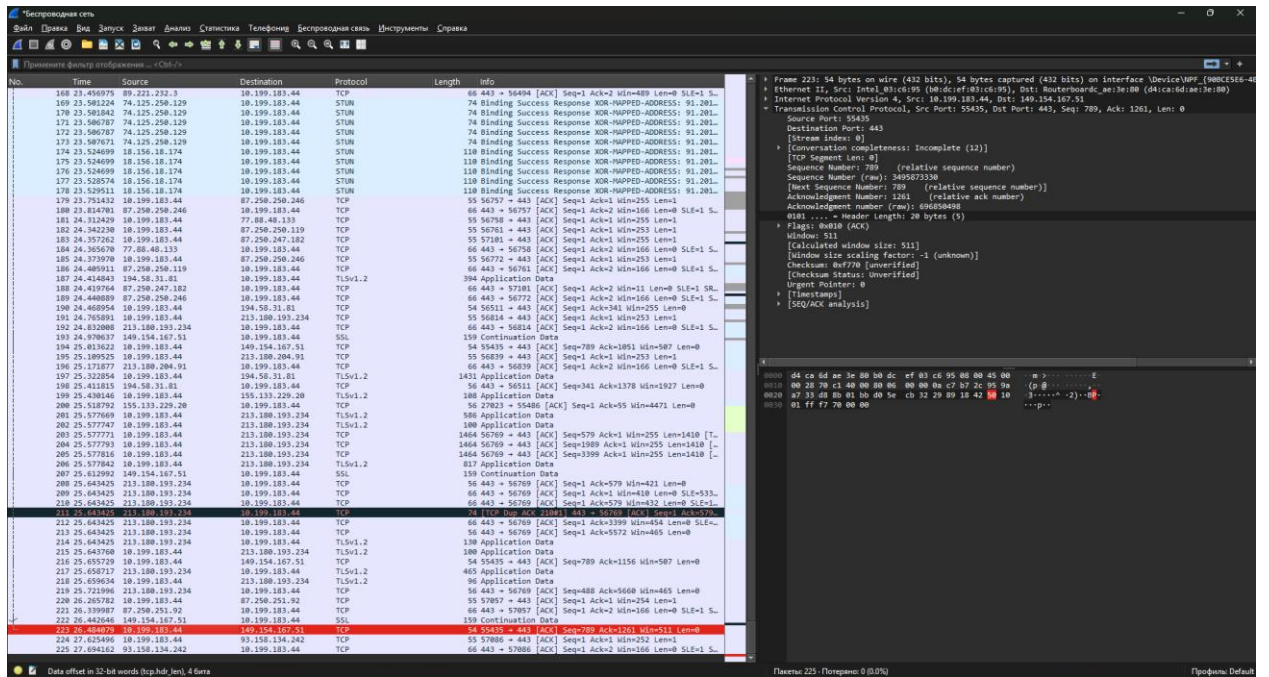 *Беспроводная сеть
Файл Правка Вид Запуск Захват Анализ Статистика Телефония Беспроводная связь Инструменты Справка
Примените фильтр отображения ... <Ctrl-/>
No. Time Source Destination Protocol Length Info
168 23.456975 89.221.232.3 10.199.183.44 TCP 66 443 → 56494 [ACK] Seq=1 Ack=2 Win=489 Len=0 SLE=1 S…
169 23.501224 74.125.250.129 10.199.183.44 STUN 74 Binding Success Response XOR-MAPPED-ADDRESS: 91.201…
170 23.501842 74.125.250.129 10.199.183.44 STUN 74 Binding Success Response XOR-MAPPED-ADDRESS: 91.201…
171 23.506787 74.125.250.129 10.199.183.44 STUN 74 Binding Success Response XOR-MAPPED-ADDRESS: 91.201…
172 23.506787 74.125.250.129 10.199.183.44 STUN 74 Binding Success Response XOR-MAPPED-ADDRESS: 91.201…
173 23.507671 74.125.250.129 10.199.183.44 STUN 74 Binding Success Response XOR-MAPPED-ADDRESS: 91.201…
174 23.524699 18.156.18.174 10.199.183.44 STUN 110 Binding Success Response XOR-MAPPED-ADDRESS: 91.201…
175 23.524699 18.156.18.174 10.199.183.44 STUN 110 Binding Success Response XOR-MAPPED-ADDRESS: 91.201…
176 23.524699 18.156.18.174 10.199.183.44 STUN 110 Binding Success Response XOR-MAPPED-ADDRESS: 91.201…
177 23.528574 18.156.18.174 10.199.183.44 STUN 110 Binding Success Response XOR-MAPPED-ADDRESS: 91.201…
178 23.529511 18.156.18.174 10.199.183.44 STUN 110 Binding Success Response XOR-MAPPED-ADDRESS: 91.201…
179 23.751432 10.199.183.44 87.250.250.246 TCP 55 56757 → 443 [ACK] Seq=1 Ack=1 Win=255 Len=1
180 23.814701 87.250.250.246 10.199.183.44 TCP 66 443 → 56757 [ACK] Seq=1 Ack=2 Win=166 Len=0 SLE=1 S…
181 24.312429 10.199.183.44 77.88.48.133 TCP 55 56758 → 443 [ACK] Seq=1 Ack=1 Win=255 Len=1
182 24.342230 10.199.183.44 87.250.250.119 TCP 55 56761 → 443 [ACK] Seq=1 Ack=1 Win=253 Len=1
183 24.357262 10.199.183.44 87.250.247.182 TCP 55 57101 → 443 [ACK] Seq=1 Ack=1 Win=255 Len=1
184 24.365670 77.88.48.133 10.199.183.44 TCP 66 443 → 56758 [ACK] Seq=1 Ack=2 Win=166 Len=0 SLE=1 S…
185 24.373970 10.199.183.44 87.250.250.246 TCP 55 56772 → 443 [ACK] Seq=1 Ack=1 Win=253 Len=1
186 24.405911 87.250.250.119 10.199.183.44 TCP 66 443 → 56761 [ACK] Seq=1 Ack=2 Win=166 Len=0 SLE=1 S…
187 24.414843 194.58.31.81 10.199.183.44 TLSv1.2 394 Application Data
188 24.419764 87.250.247.182 10.199.183.44 TCP 66 443 → 57101 [ACK] Seq=1 Ack=2 Win=11 Len=0 SLE=1 SR…
189 24.440889 87.250.250.246 10.199.183.44 TCP 66 443 → 56772 [ACK] Seq=1 Ack=2 Win=166 Len=0 SLE=1 S…
190 24.468954 10.199.183.44 194.58.31.81 TCP 54 56511 → 443 [ACK] Seq=1 Ack=341 Win=255 Len=0
191 24.765891 10.199.183.44 213.180.193.234 TCP 55 56814 → 443 [ACK] Seq=1 Ack=1 Win=253 Len=1
192 24.832008 213.180.193.234 10.199.183.44 TCP 66 443 → 56814 [ACK] Seq=1 Ack=2 Win=166 Len=0 SLE=1 S…
193 24.970637 149.154.167.51 10.199.183.44 SSL 159 Continuation Data
194 25.013622 10.199.183.44 149.154.167.51 TCP 54 55435 → 443 [ACK] Seq=789 Ack=1051 Win=507 Len=0
195 25.109525 10.199.183.44 213.180.204.91 TCP 55 56839 → 443 [ACK] Seq=1 Ack=1 Win=253 Len=1
196 25.171877 213.180.204.91 10.199.183.44 TCP 66 443 → 56839 [ACK] Seq=1 Ack=2 Win=166 Len=0 SLE=1 S…
197 25.322854 10.199.183.44 194.58.31.81 TLSv1.2 1431 Application Data
198 25.411815 194.58.31.81 10.199.183.44 TCP 56 443 → 56511 [ACK] Seq=341 Ack=1378 Win=1927 Len=0
199 25.430146 10.199.183.44 155.133.229.20 TLSv1.2 108 Application Data
200 25.518792 155.133.229.20 10.199.183.44 TCP 56 27023 → 55486 [ACK] Seq=1 Ack=55 Win=4471 Len=0
201 25.577669 10.199.183.44 213.180.193.234 TLSv1.2 586 Application Data
202 25.577747 10.199.183.44 213.180.193.234 TLSv1.2 100 Application Data
203 25.577771 10.199.183.44 213.180.193.234 TCP 1464 56769 → 443 [ACK] Seq=579 Ack=1 Win=255 Len=1410 [T…
204 25.577793 10.199.183.44 213.180.193.234 TCP 1464 56769 → 443 [ACK] Seq=1989 Ack=1 Win=255 Len=1410 […
205 25.577816 10.199.183.44 213.180.193.234 TCP 1464 56769 → 443 [ACK] Seq=3399 Ack=1 Win=255 Len=1410 […
206 25.577842 10.199.183.44 213.180.193.234 TLSv1.2 817 Application Data
207 25.612992 149.154.167.51 10.199.183.44 SSL 159 Continuation Data
208 25.643425 213.180.193.234 10.199.183.44 TCP 56 443 → 56769 [ACK] Seq=1 Ack=579 Win=421 Len=0
209 25.643425 213.180.193.234 10.199.183.44 TCP 66 443 → 56769 [ACK] Seq=1 Ack=1 Win=410 Len=0 SLE=533…
210 25.643425 213.180.193.234 10.199.183.44 TCP 66 443 → 56769 [ACK] Seq=1 Ack=579 Win=432 Len=0 SLE=1…
211 25.643425 213.180.193.234 10.199.183.44 TCP 74 [TCP Dup ACK 210#1] 443 → 56769 [ACK] Seq=1 Ack=579…
212 25.643425 213.180.193.234 10.199.183.44 TCP 66 443 → 56769 [ACK] Seq=1 Ack=3399 Win=454 Len=0 SLE=…
213 25.643425 213.180.193.234 10.199.183.44 TCP 56 443 → 56769 [ACK] Seq=1 Ack=5572 Win=465 Len=0
214 25.643425 213.180.193.234 10.199.183.44 TLSv1.2 130 Application Data
215 25.643760 10.199.183.44 213.180.193.234 TLSv1.2 100 Application Data
216 25.655729 10.199.183.44 149.154.167.51 TCP 54 55435 → 443 [ACK] Seq=789 Ack=1156 Win=507 Len=0
217 25.658717 213.180.193.234 10.199.183.44 TLSv1.2 465 Application Data
218 25.659634 10.199.183.44 213.180.193.234 TLSv1.2 96 Application Data
219 25.721996 213.180.193.234 10.199.183.44 TCP 56 443 → 56769 [ACK] Seq=488 Ack=5660 Win=465 Len=0
220 26.265782 10.199.183.44 87.250.251.92 TCP 55 57057 → 443 [ACK] Seq=1 Ack=1 Win=254 Len=1
221 26.339987 87.250.251.92 10.199.183.44 TCP 66 443 → 57057 [ACK] Seq=1 Ack=2 Win=166 Len=0 SLE=1 S…
222 26.442646 149.154.167.51 10.199.183.44 SSL 159 Continuation Data
223 26.484079 10.199.183.44 149.154.167.51 TCP 54 55435 → 443 [ACK] Seq=789 Ack=1261 Win=511 Len=0
224 27.625496 10.199.183.44 93.158.134.242 TCP 55 57086 → 443 [ACK] Seq=1 Ack=1 Win=252 Len=1
225 27.694162 93.158.134.242 10.199.183.44 TCP 66 443 → 57086 [ACK] Seq=1 Ack=2 Win=166 Len=0 SLE=1 S…
Frame 223: 54 bytes on wire (432 bits), 54 bytes captured (432 bits) on interface \Device\NPF_{90BCE5E6-4E
Ethernet II, Src: Intel_03:c6:95 (b0:dc:ef:03:c6:95), Dst: Routerboardc_ae:3e:80 (d4:ca:6d:ae:3e:80)
Internet Protocol Version 4, Src: 10.199.183.44, Dst: 149.154.167.51
Transmission Control Protocol, Src Port: 55435, Dst Port: 443, Seq: 789, Ack: 1261, Len: 0
Source Port: 55435
Destination Port: 443
[Stream index: 0]
[Conversation completeness: Incomplete (12)]
[TCP Segment Len: 0]
Sequence Number: 789 (relative sequence number)
Sequence Number (raw): 3495873330
[Next Sequence Number: 789 (relative sequence number)]
Acknowledgment Number: 1261 (relative ack number)
Acknowledgment number (raw): 696850498
0101 .... = Header Length: 20 bytes (5)
Flags: 0x010 (ACK)
Window: 511
[Calculated window size: 511]
[Window size scaling factor: -1 (unknown)]
Checksum: 0xf770 [unverified]
[Checksum Status: Unverified]
Urgent Pointer: 0
[Timestamps]
[SEQ/ACK analysis]
0000 d4 ca 6d ae 3e 80 b0 dc ef 03 c6 95 08 00 45 00 ··m·>··· ······E·
0010 00 28 70 c1 40 00 80 06 00 00 0a c7 b7 2c 95 9a ·(p·@··· ·····,··
0020 a7 33 d8 8b 01 bb d0 5e cb 32 29 89 18 42 50 10 ·3·····^ ·2)··BP·
0030 01 ff f7 70 00 00 ···p··
Data offset in 32-bit words (tcp.hdr_len), 4 бита
Пакеты: 225 · Потеряно: 0 (0.0%)
Профиль: Default